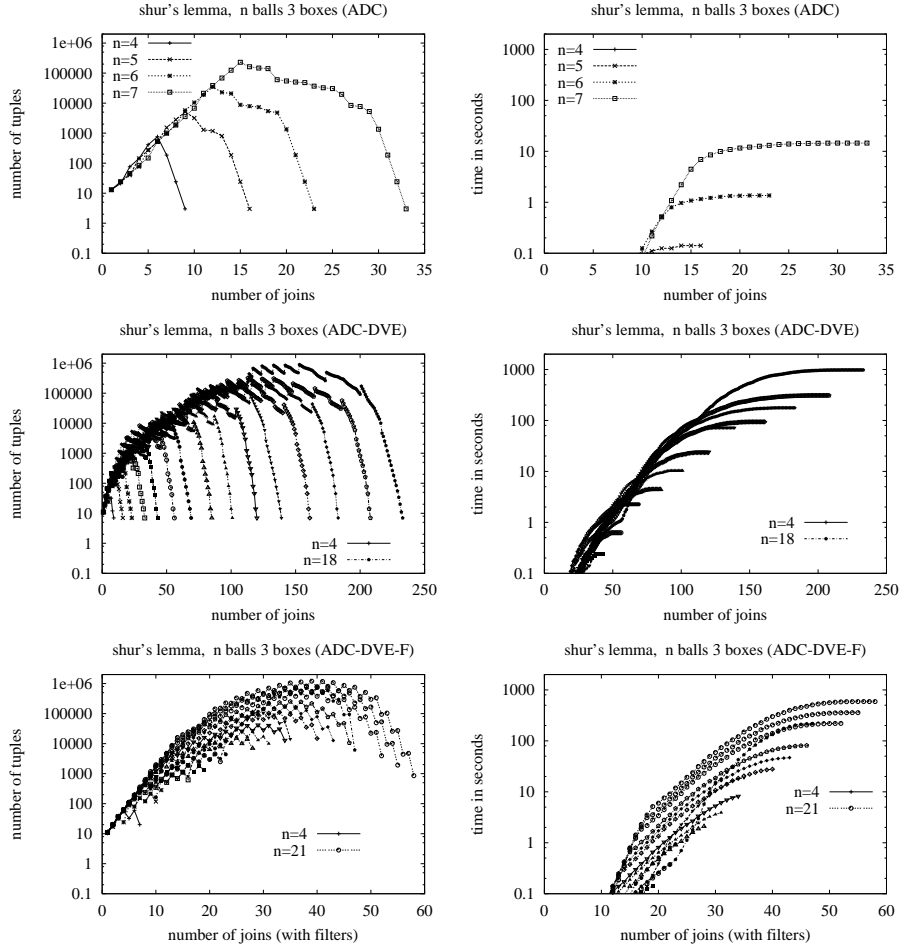 shur's lemma, n balls 3 boxes (ADC)
number of tuples
1e+06
100000
10000
1000
100
10
1
0.1
n=4
n=5
n=6
n=7
0 5 10 15 20 25 30 35
number of joins
shur's lemma, n balls 3 boxes (ADC)
time in seconds
1000
100
10
1
0.1
n=4
n=5
n=6
n=7
0 5 10 15 20 25 30 35
number of joins
shur's lemma, n balls 3 boxes (ADC-DVE)
number of tuples
1e+06
100000
10000
1000
100
10
1
0.1
n=4
n=18
0 50 100 150 200 250
number of joins
shur's lemma, n balls 3 boxes (ADC-DVE)
time in seconds
1000
100
10
1
0.1
n=4
n=18
0 50 100 150 200 250
number of joins
shur's lemma, n balls 3 boxes (ADC-DVE-F)
number of tuples
1e+06
100000
10000
1000
100
10
1
0.1
n=4
n=21
0 10 20 30 40 50 60
number of joins (with filters)
shur's lemma, n balls 3 boxes (ADC-DVE-F)
time in seconds
1000
100
10
1
0.1
n=4
n=21
0 10 20 30 40 50 60
number of joins (with filters)